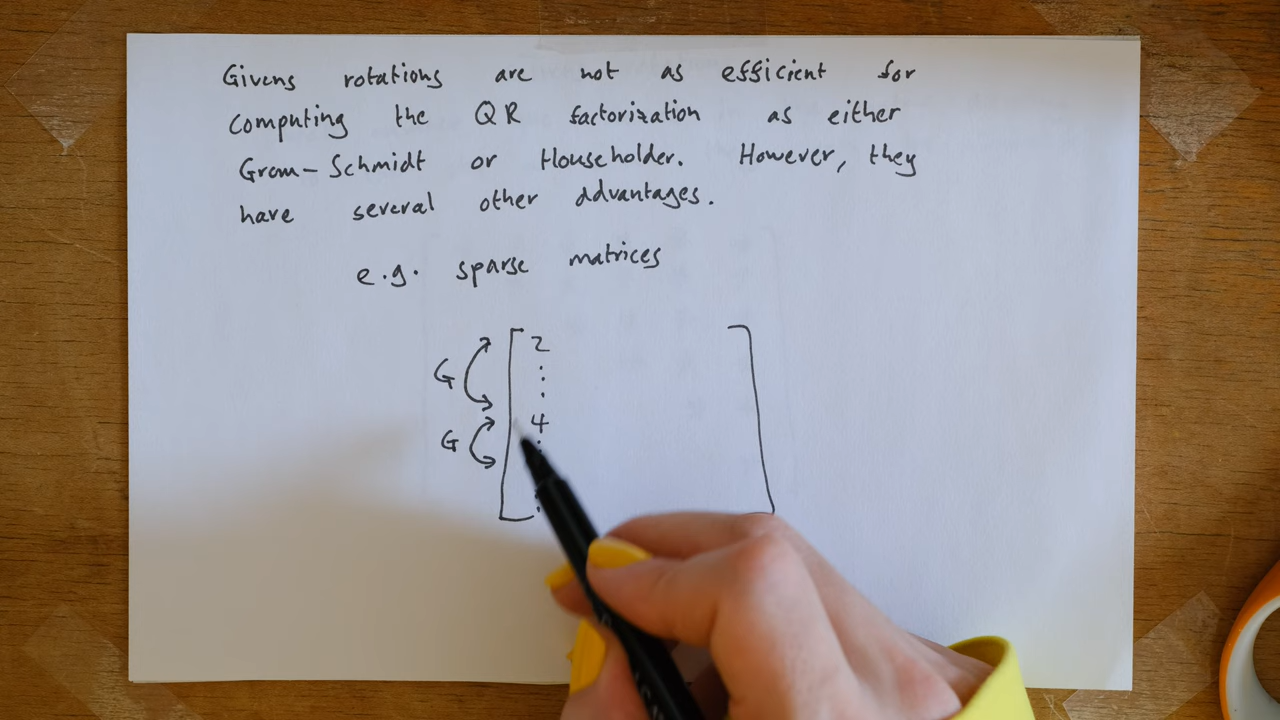 Givens rotations are not as efficient for
computing the QR factorization as either
Gram-Schmidt or Householder. However, they
have several other advantages.
e.g. sparse matrices
2
G
⋮
4
G
⋮